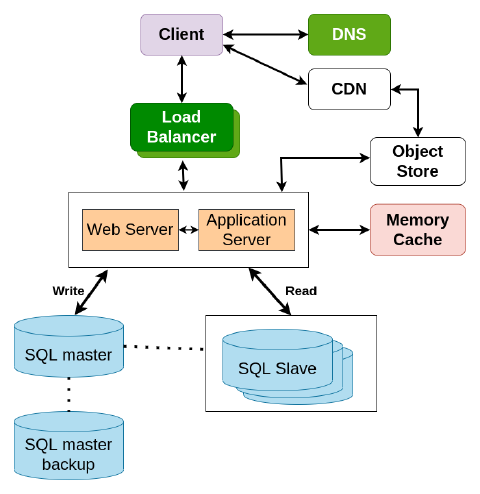 Client
DNS
CDN
Load
Balancer
Object
Store
Web Server
Application
Server
Memory
Cache
Write
Read
SQL master
SQL Slave
SQL master
backup